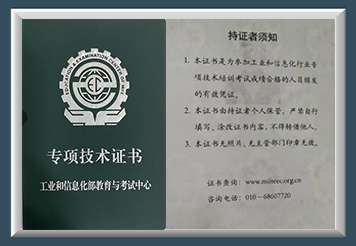 EDUCATION & EXAMINATION CENTER OF MIIT
专项技术证书
工业和信息化部教育与考试中心
持证者须知
1. 本证书是为参加工业和信息化行业专
项技术培训考试成绩合格的人员颁发
的有效凭证。
2. 本证书由持证者个人保管，严禁自行
填写、涂改证书内容，不得转借他人。
3. 本证书无照片、无主管部门印章无效。
证书查询：www.miiteec.org.cn
咨询电话：010-68607720